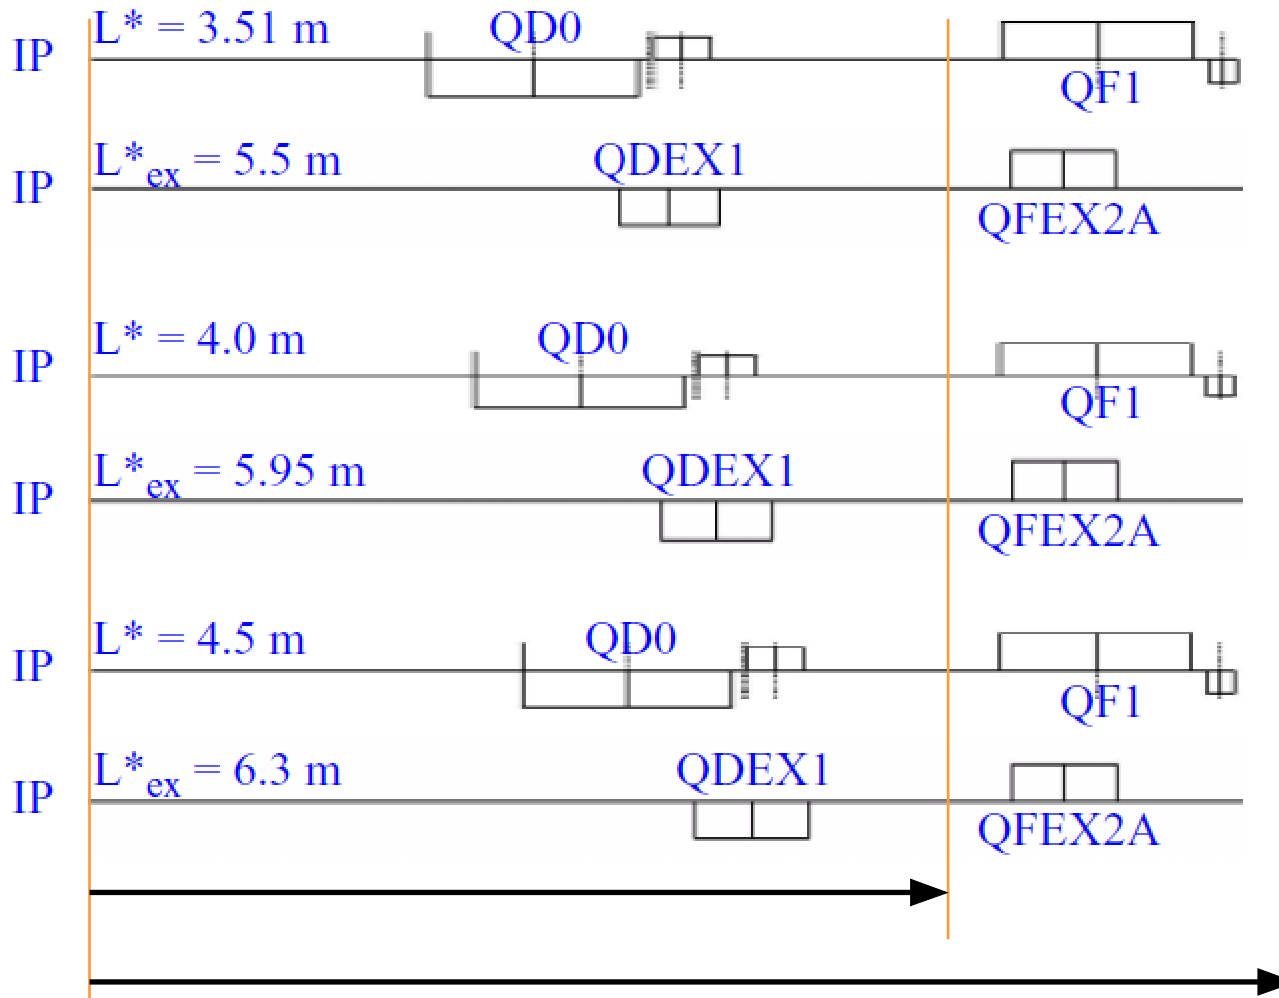 L* = 3.51 m QD0
IP
QF1
L*ex = 5.5 m QDEX1
IP
QFEX2A
L* = 4.0 m QD0
IP
QF1
L*ex = 5.95 m QDEX1
IP
QFEX2A
L* = 4.5 m QD0
IP
QF1
L*ex = 6.3 m QDEX1
IP
QFEX2A